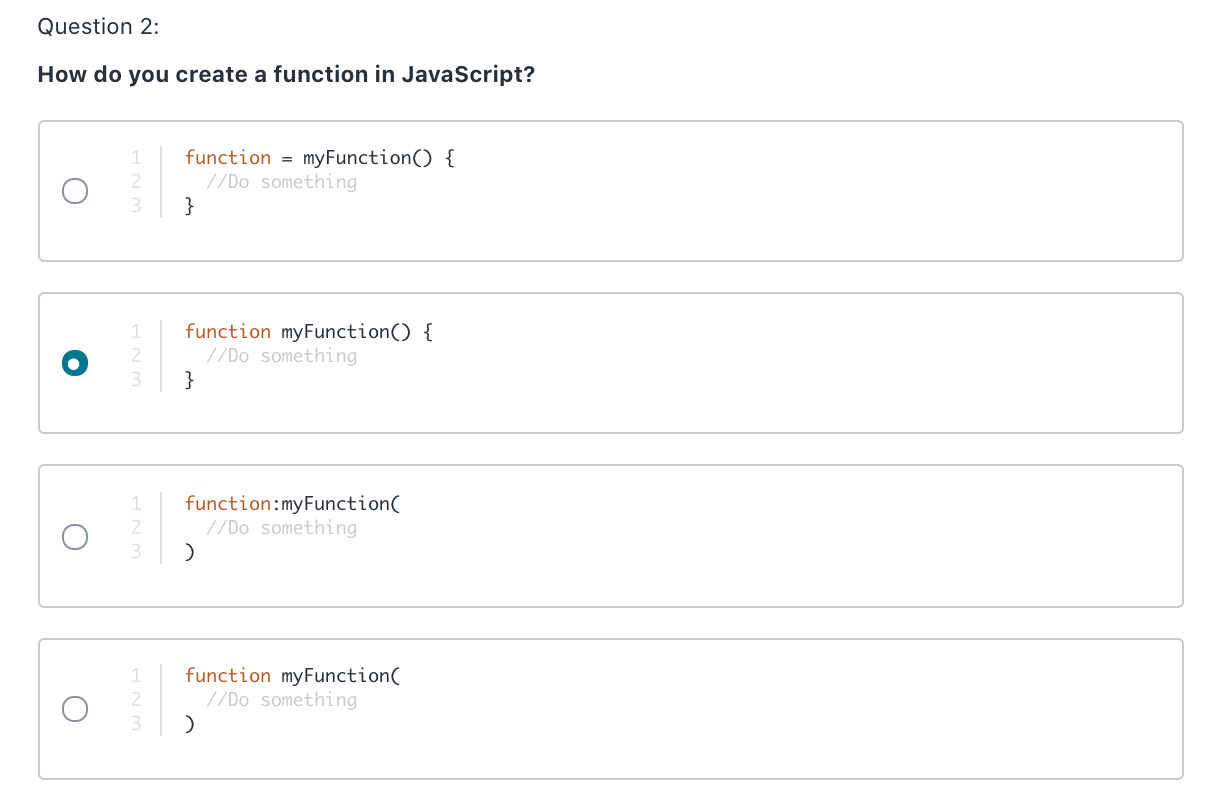 Question 2:
How do you create a function in JavaScript?
1 function = myFunction() {
2   //Do something
3 }
1 function myFunction() {
2   //Do something
3 }
1 function:myFunction(
2   //Do something
3 )
1 function myFunction(
2   //Do something
3 )